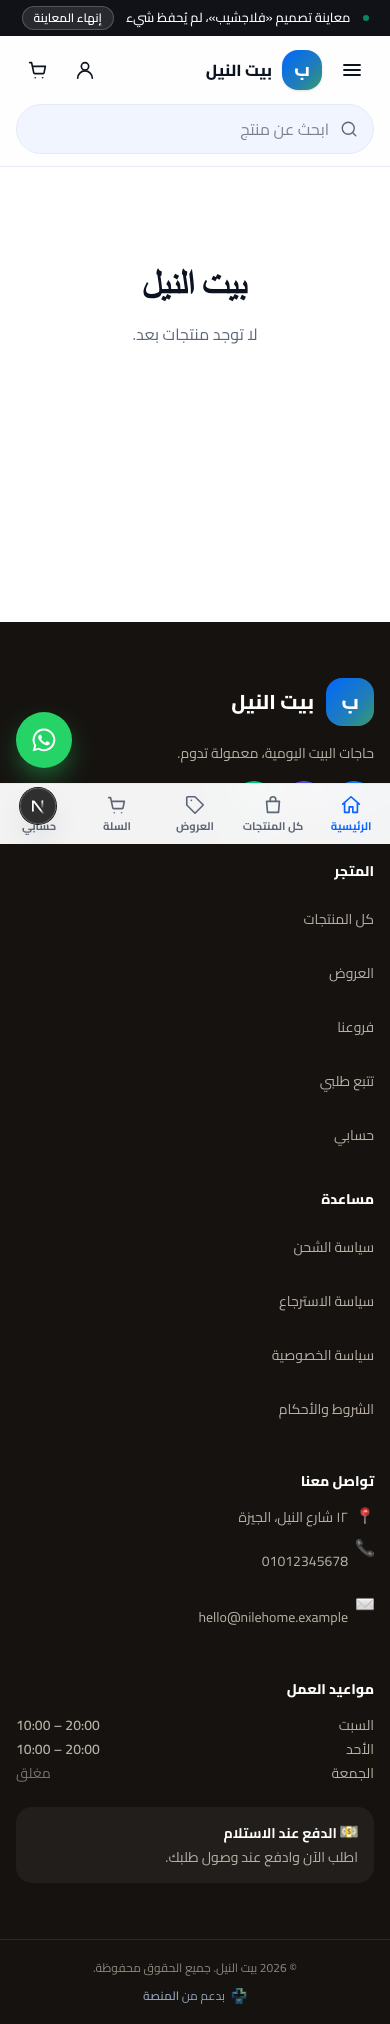 معاينة تصميم «فلاجشيب»، لم يُحفظ شيء
إنهاء المعاينة
ب
بيت النيل
ابحث عن منتج
بيت النيل
لا توجد منتجات بعد.
ب
بيت النيل
حاجات البيت اليومية، معمولة تدوم.
الرئيسية
كل المنتجات
العروض
السلة
حسابي
N
المتجر
كل المنتجات
العروض
فروعنا
تتبع طلبي
حسابي
مساعدة
سياسة الشحن
سياسة الاسترجاع
سياسة الخصوصية
الشروط والأحكام
تواصل معنا
١٢ شارع النيل، الجيزة
01012345678
hello@nilehome.example
مواعيد العمل
السبت 10:00 – 20:00
الأحد 10:00 – 20:00
الجمعة مغلق
الدفع عند الاستلام
اطلب الآن وادفع عند وصول طلبك.
© 2026 بيت النيل. جميع الحقوق محفوظة.
بدعم من المنصة